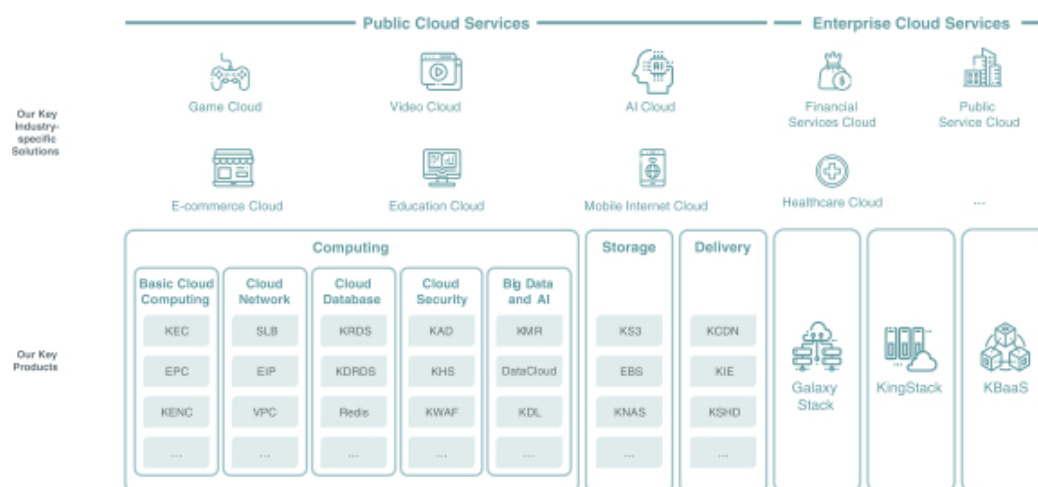 Public Cloud Services
Enterprise Cloud Services
Our Key
Industry-
specific
Solutions
Game Cloud
Video Cloud
AI
AI Cloud
Financial
Services Cloud
Public
Service Cloud
E-commerce Cloud
Education Cloud
Mobile Internet Cloud
Healthcare Cloud
...
Our Key
Products
Computing
Basic Cloud
Computing
KEC
EPC
KENC
...
Cloud
Network
SLB
EIP
VPC
...
Cloud
Database
KRDS
KDRDS
Redis
...
Cloud
Security
KAD
KHS
KWAF
...
Big Data
and AI
KMR
DataCloud
KDL
...
Storage
KS3
EBS
KNAS
...
Delivery
KCDN
KIE
KSHD
...
Galaxy
Stack
KingStack
KBaaS